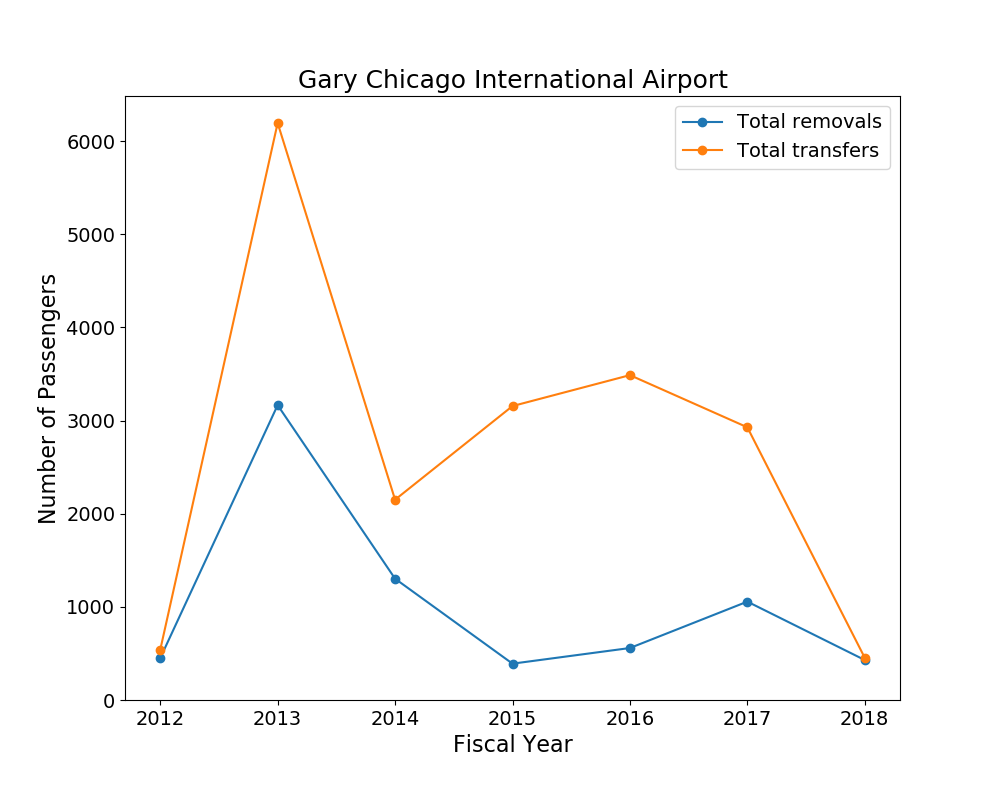 Gary Chicago International Airport
Total removals
Total transfers
Number of Passengers
6000
5000
4000
3000
2000
1000
0
2012 2013 2014 2015 2016 2017 2018
Fiscal Year